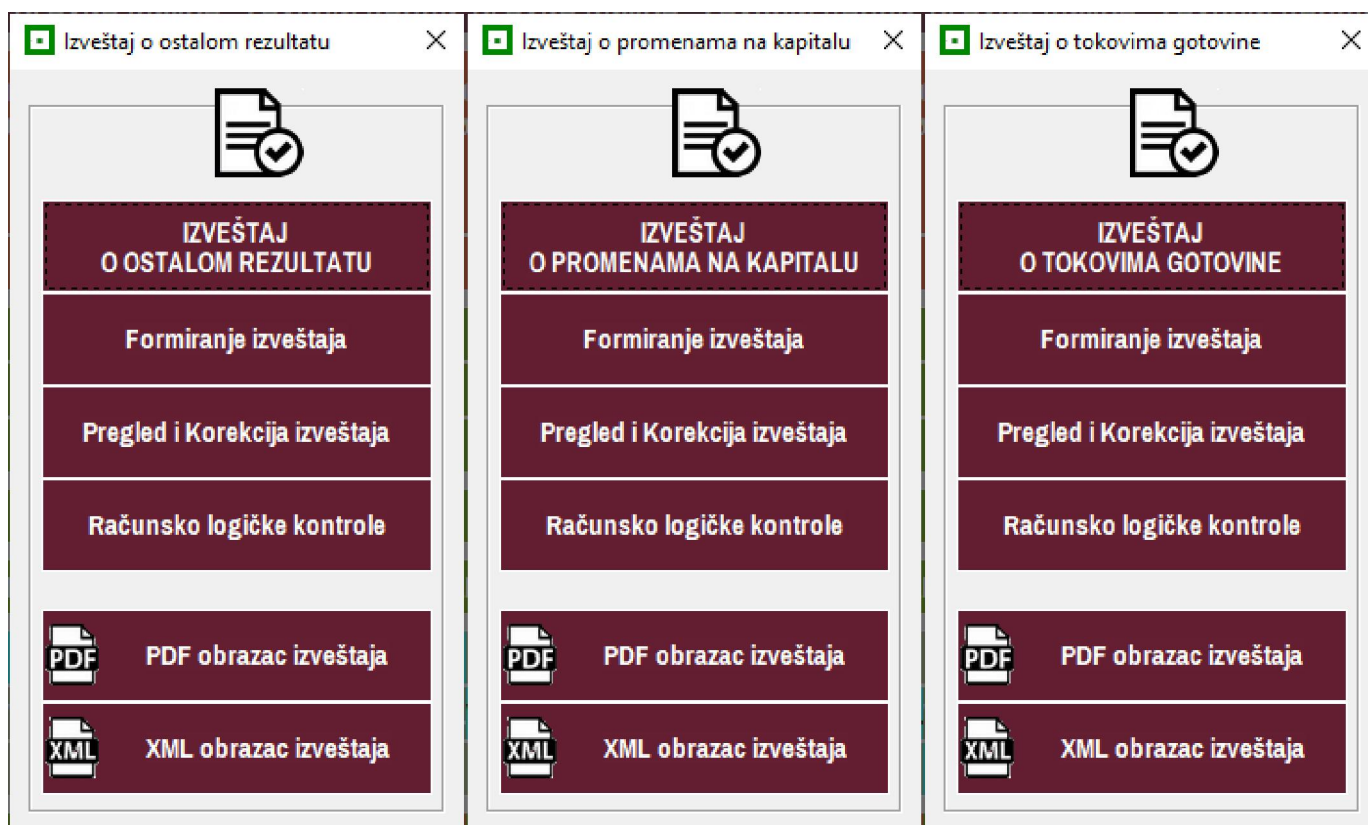 Izveštaj o ostalom rezultatu
IZVEŠTAJ
O OSTALOM REZULTATU
Formiranje izveštaja
Pregled i Korekcija izveštaja
Računsko logičke kontrole
PDF
PDF obrazac izveštaja
XML
XML obrazac izveštaja
Izveštaj o promenama na kapitalu
IZVEŠTAJ
O PROMENAMA NA KAPITALU
Formiranje izveštaja
Pregled i Korekcija izveštaja
Računsko logičke kontrole
PDF
PDF obrazac izveštaja
XML
XML obrazac izveštaja
Izveštaj o tokovima gotovine
IZVEŠTAJ
O TOKOVIMA GOTOVINE
Formiranje izveštaja
Pregled i Korekcija izveštaja
Računsko logičke kontrole
PDF
PDF obrazac izveštaja
XML
XML obrazac izveštaja